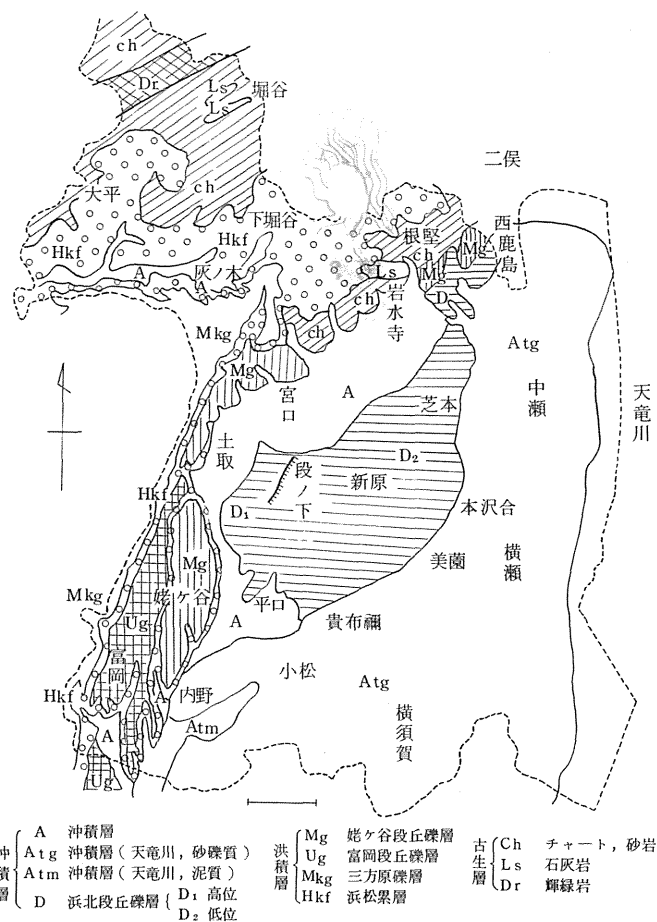 ch
Dr
Ls
堀谷
Ls
二俣
大平
ch
下堀谷
西鹿島
根堅
Hkf
Hkf
ch
Mg
Mg
A
灰ノ木
A
Ls
ch
岩水寺
D
Mkg
ch
Atg
Mg
宮口
A
芝本
中瀬
天竜川
土取
D₂
段ノ下
新原
Hkf
D₁
本沢合
Mg
美薗
横瀬
姥ヶ谷
Mkg
平口
Ug
A
貴布禰
富岡
小松
Hkf
A
内野
Atg
横須賀
A
Atm
Ug
沖積層
A 沖積層
Atg 沖積層(天竜川,砂礫質)
Atm 沖積層(天竜川,泥質)
D 浜北段丘礫層 D₁ 高位
D₂ 低位
洪積層
Mg 姥ヶ谷段丘礫層
Ug 富岡段丘礫層
Mkg 三方原礫層
Hkf 浜松累層
古生層
Ch チャート,砂岩
Ls 石灰岩
Dr 輝緑岩